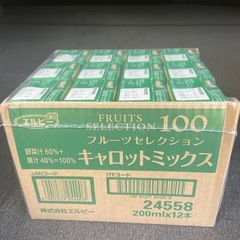 エルビー
FRUITS
SELECTION
100
フルーツセレクション
野菜汁60%+
果汁40%=100%
キャロットミックス
JANコード
ITFコード
24558
株式会社エルビー
200ml×12本